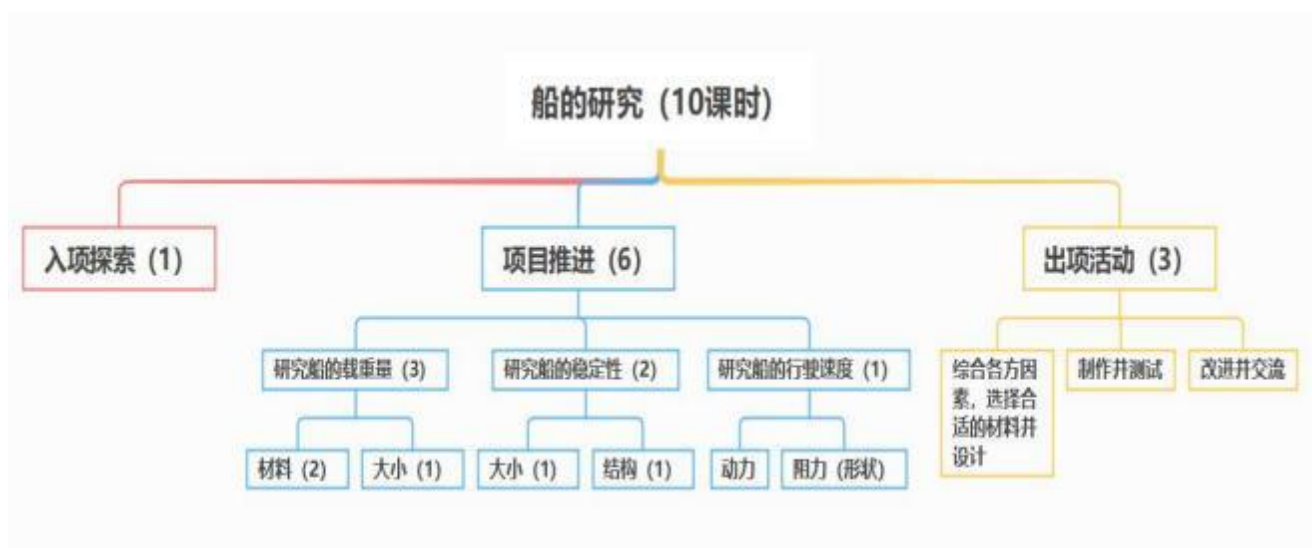 船的研究（10课时）
入项探索（1）
项目推进（6）
出项活动（3）
研究船的载重量（3）
研究船的稳定性（2）
研究船的行驶速度（1）
综合各方因
素，选择合
适的材料并
设计
制作并测试
改进并交流
材料（2）
大小（1）
大小（1）
结构（1）
动力
阻力（形状）